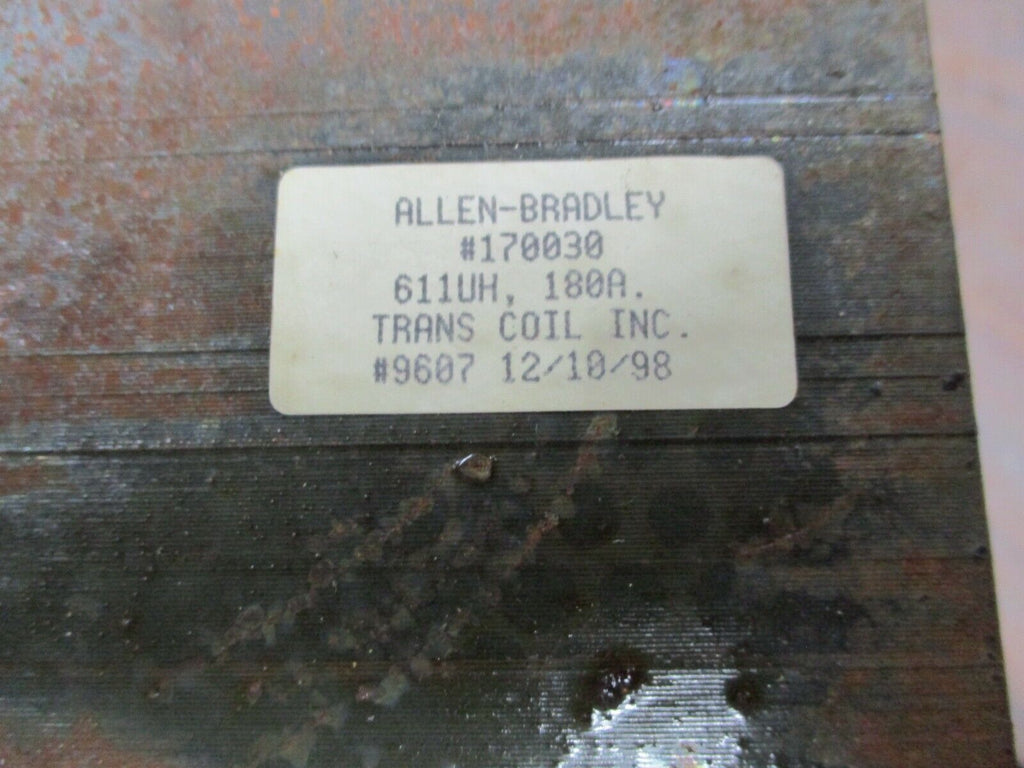 ALLEN-BRADLEY
#170030
611UH, 180A.
TRANS COIL INC.
#9607 12/10/98